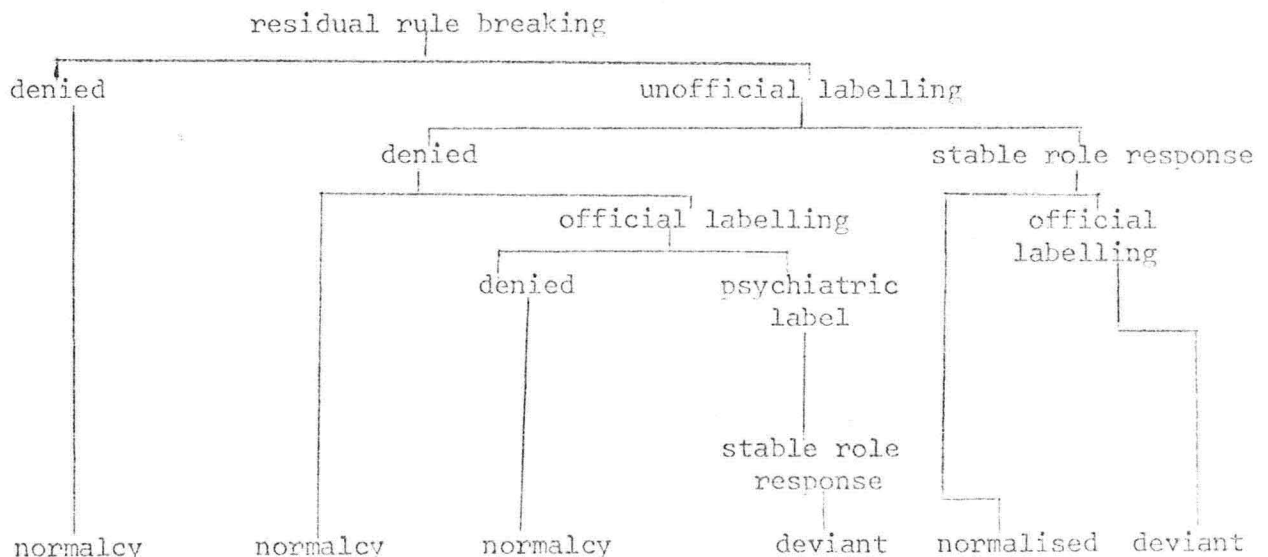 residual rule breaking
denied unofficial labelling
denied stable role response
official labelling official
labelling
denied psychiatric
label
stable role
response
normalcy normalcy normalcy deviant normalised deviant